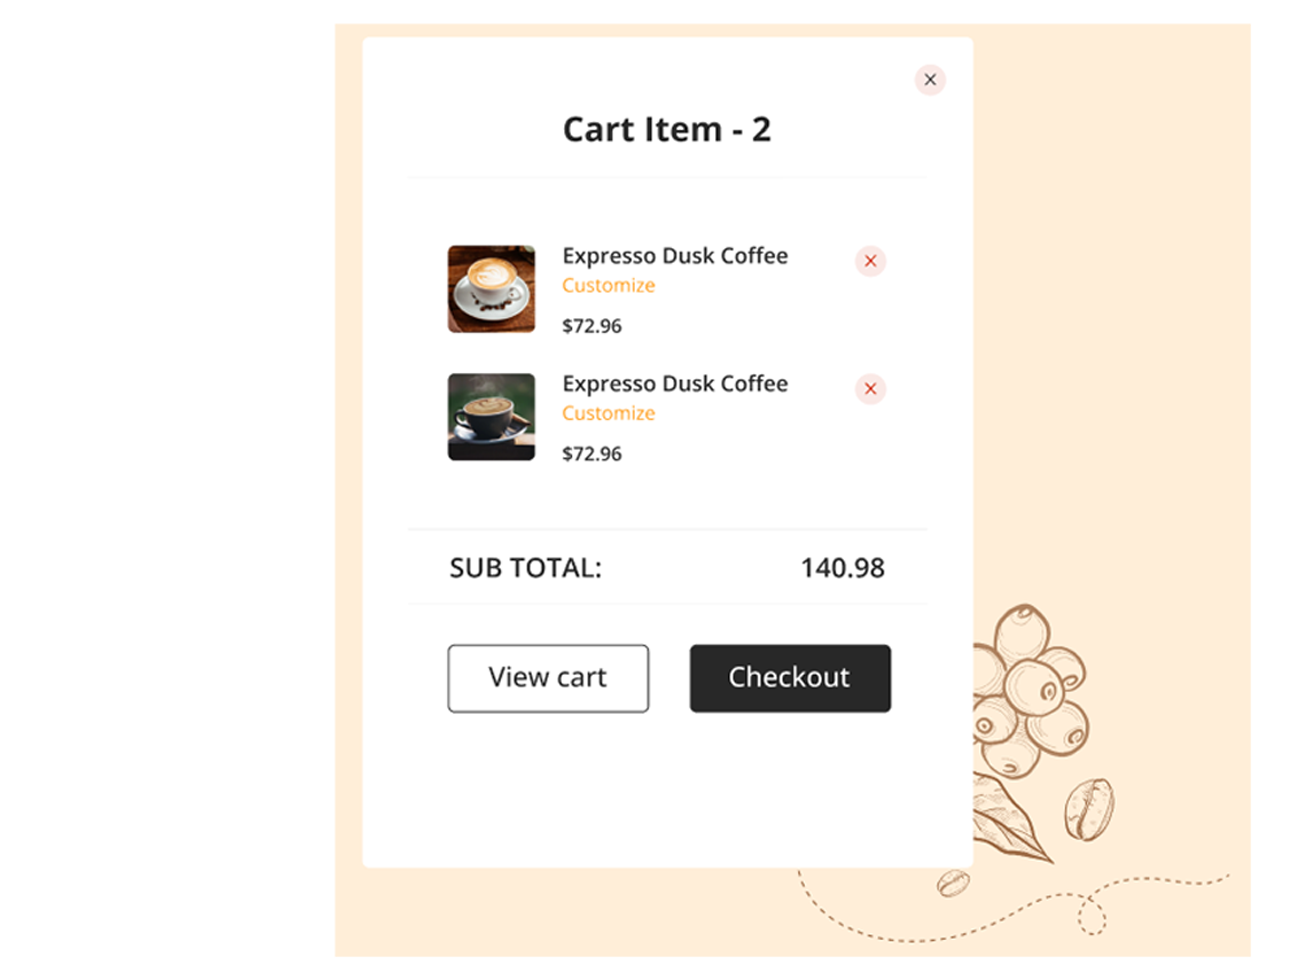 Cart Item - 2
Expresso Dusk Coffee
Customize
$72.96
Expresso Dusk Coffee
Customize
$72.96
SUB TOTAL: 140.98
View cart Checkout